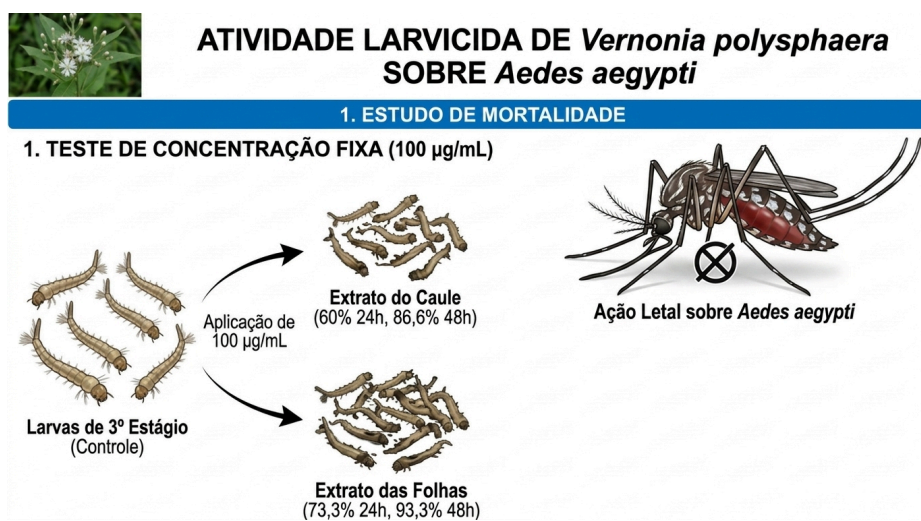 ATIVIDADE LARVICIDA DE Vernonia polysphaera
SOBRE Aedes aegypti
1. ESTUDO DE MORTALIDADE
1. TESTE DE CONCENTRAÇÃO FIXA (100 µg/mL)
Larvas de 3º Estágio
(Controle)
Aplicação de
100 µg/mL
Extrato do Caule
(60% 24h, 86,6% 48h)
Extrato das Folhas
(73,3% 24h, 93,3% 48h)
Ação Letal sobre Aedes aegypti